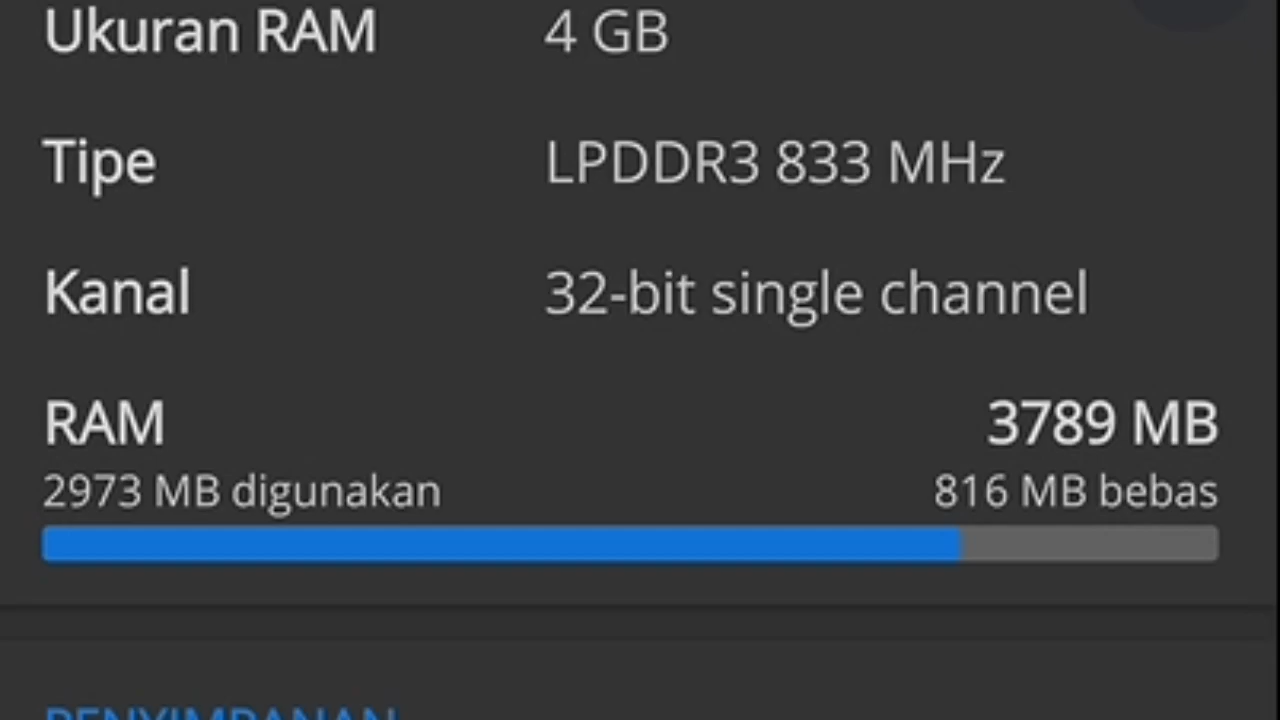 Ukuran RAM 4 GB
Tipe LPDDR3 833 MHz
Kanal 32-bit single channel
RAM 3789 MB
2973 MB digunakan 816 MB bebas
PENYIMPANAN